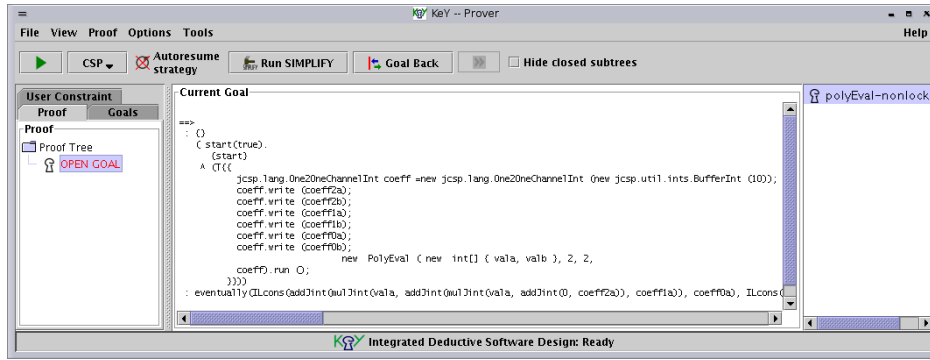 KeY -- Prover
File View Proof Options Tools Help
CSP Autoresume strategy Run SIMPLIFY Goal Back Hide closed subtrees
User Constraint
Proof Goals
Proof
Proof Tree
OPEN GOAL
Current Goal
==>
: {}
( start(true).
{start}
^ (T({
jcsp.lang.One2OneChannelInt coeff =new jcsp.lang.One2OneChannelInt (new jcsp.util.ints.BufferInt (10));
coeff.write (coeff2a);
coeff.write (coeff2b);
coeff.write (coeff1a);
coeff.write (coeff1b);
coeff.write (coeff0a);
coeff.write (coeff0b);
new PolyEval ( new int[] { vala, valb }, 2, 2,
coeff).run ();
})))
: eventually(ILcons(addJint(mulJint(vala, addJint(mulJint(vala, addJint(0, coeff2a)), coeff1a)), coeff0a), ILcons(
polyEval-nonlock
KeY Integrated Deductive Software Design: Ready